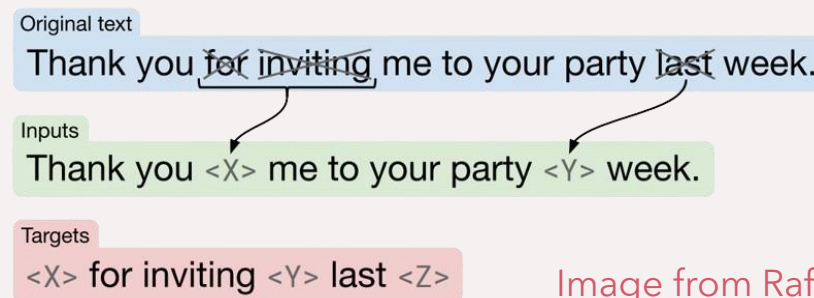 Original text
Thank you for inviting me to your party last week.
Inputs
Thank you <X> me to your party <Y> week.
Targets
<X> for inviting <Y> last <Z>
Image from Raf